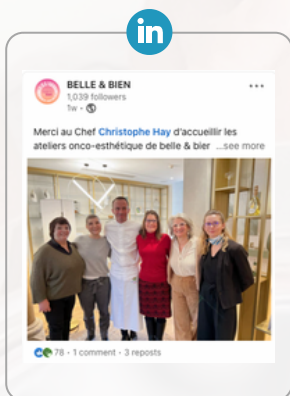 in
BELLE & BIEN
1,039 followers
1w •
Merci au Chef Christophe Hay d'accueillir les
ateliers onco-esthétique de belle & bier ...see more
78 • 1 comment • 3 reposts